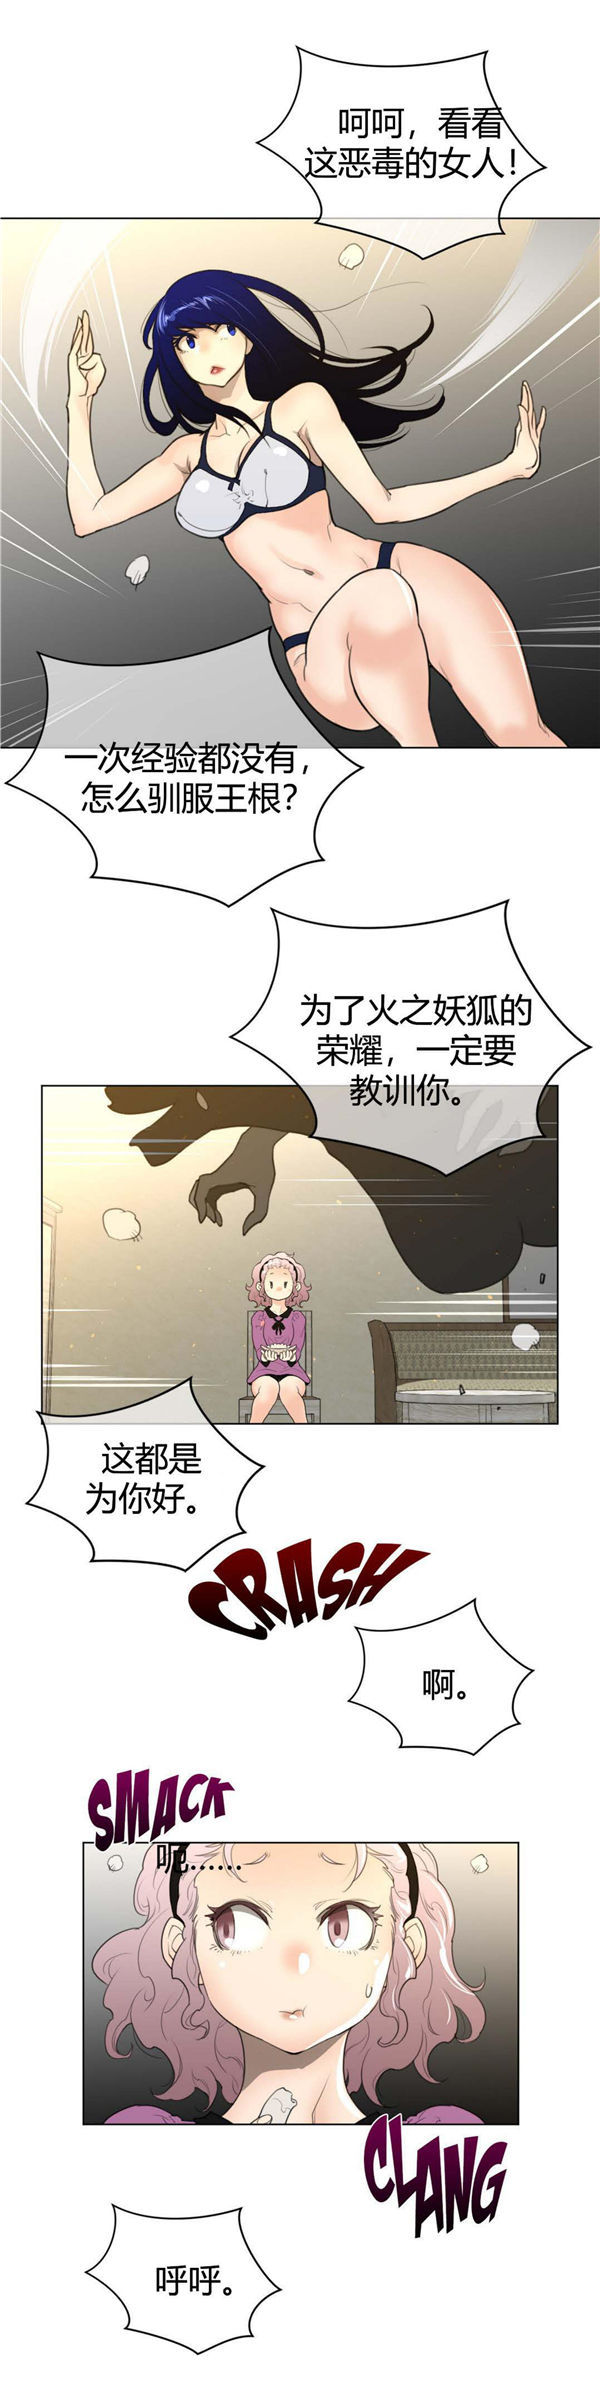 呵呵，看看
这恶毒的女人！
一次经验都没有，
怎么驯服王根？
为了火之妖狐的
荣耀，一定要
教训你。
这都是
为你好。
CRASH
啊。
SMACK
呃……
CLANG
呼呼。